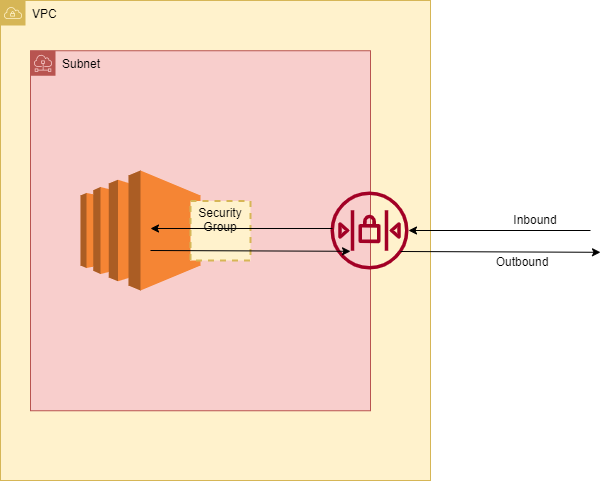 VPC
Subnet
Security
Group
Inbound
Outbound